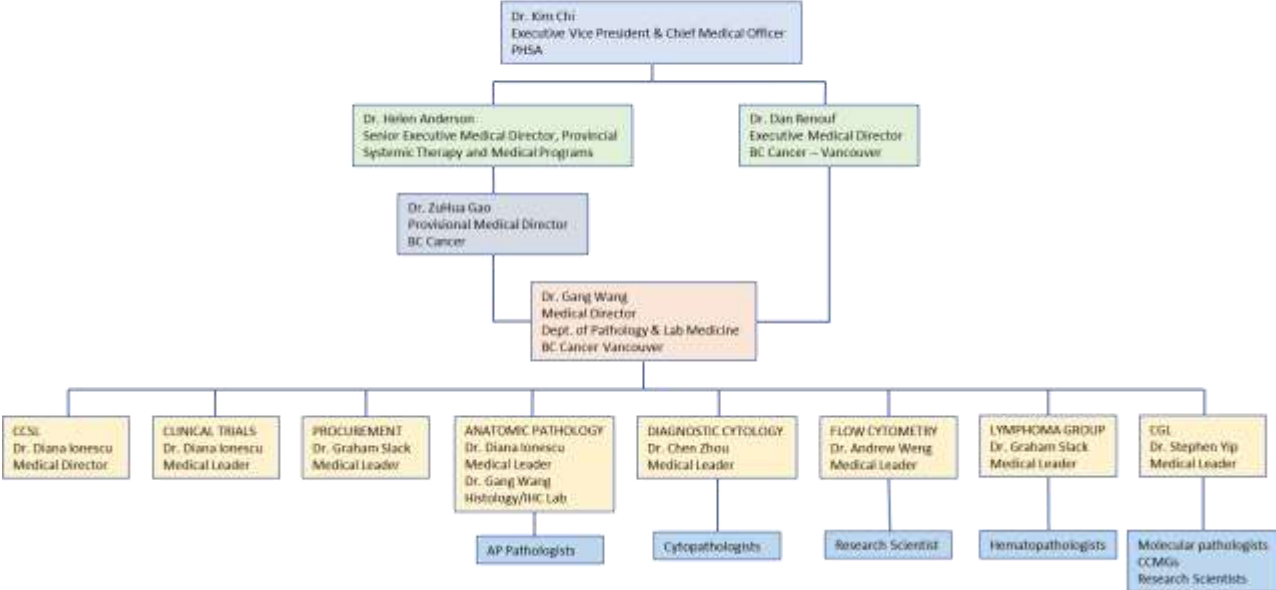 Dr. Kim Chi
Executive Vice President & Chief Medical Officer
PHSA
Dr. Helen Anderson
Senior Executive Medical Director, Provincial
Systemic Therapy and Medical Programs
Dr. Dan Renouf
Executive Medical Director
BC Cancer – Vancouver
Dr. ZuHua Gao
Provisional Medical Director
BC Cancer
Dr. Gang Wang
Medical Director
Dept. of Pathology & Lab Medicine
BC Cancer Vancouver
CCSL
Dr. Diana Ionescu
Medical Director
CLINICAL TRIALS
Dr. Diana Ionescu
Medical Leader
PROCUREMENT
Dr. Graham Slack
Medical Leader
ANATOMIC PATHOLOGY
Dr. Diana Ionescu
Medical Leader
Dr. Gang Wang
Histology/IHC Lab
DIAGNOSTIC CYTOLOGY
Dr. Chen Zhou
Medical Leader
FLOW CYTOMETRY
Dr. Andrew Weng
Medical Leader
LYMPHOMA GROUP
Dr. Graham Slack
Medical Leader
CGL
Dr. Stephen Yip
Medical Leader
AP Pathologists
Cytopathologists
Research Scientist
Hematopathologists
Molecular pathologists
CCMGs
Research Scientists